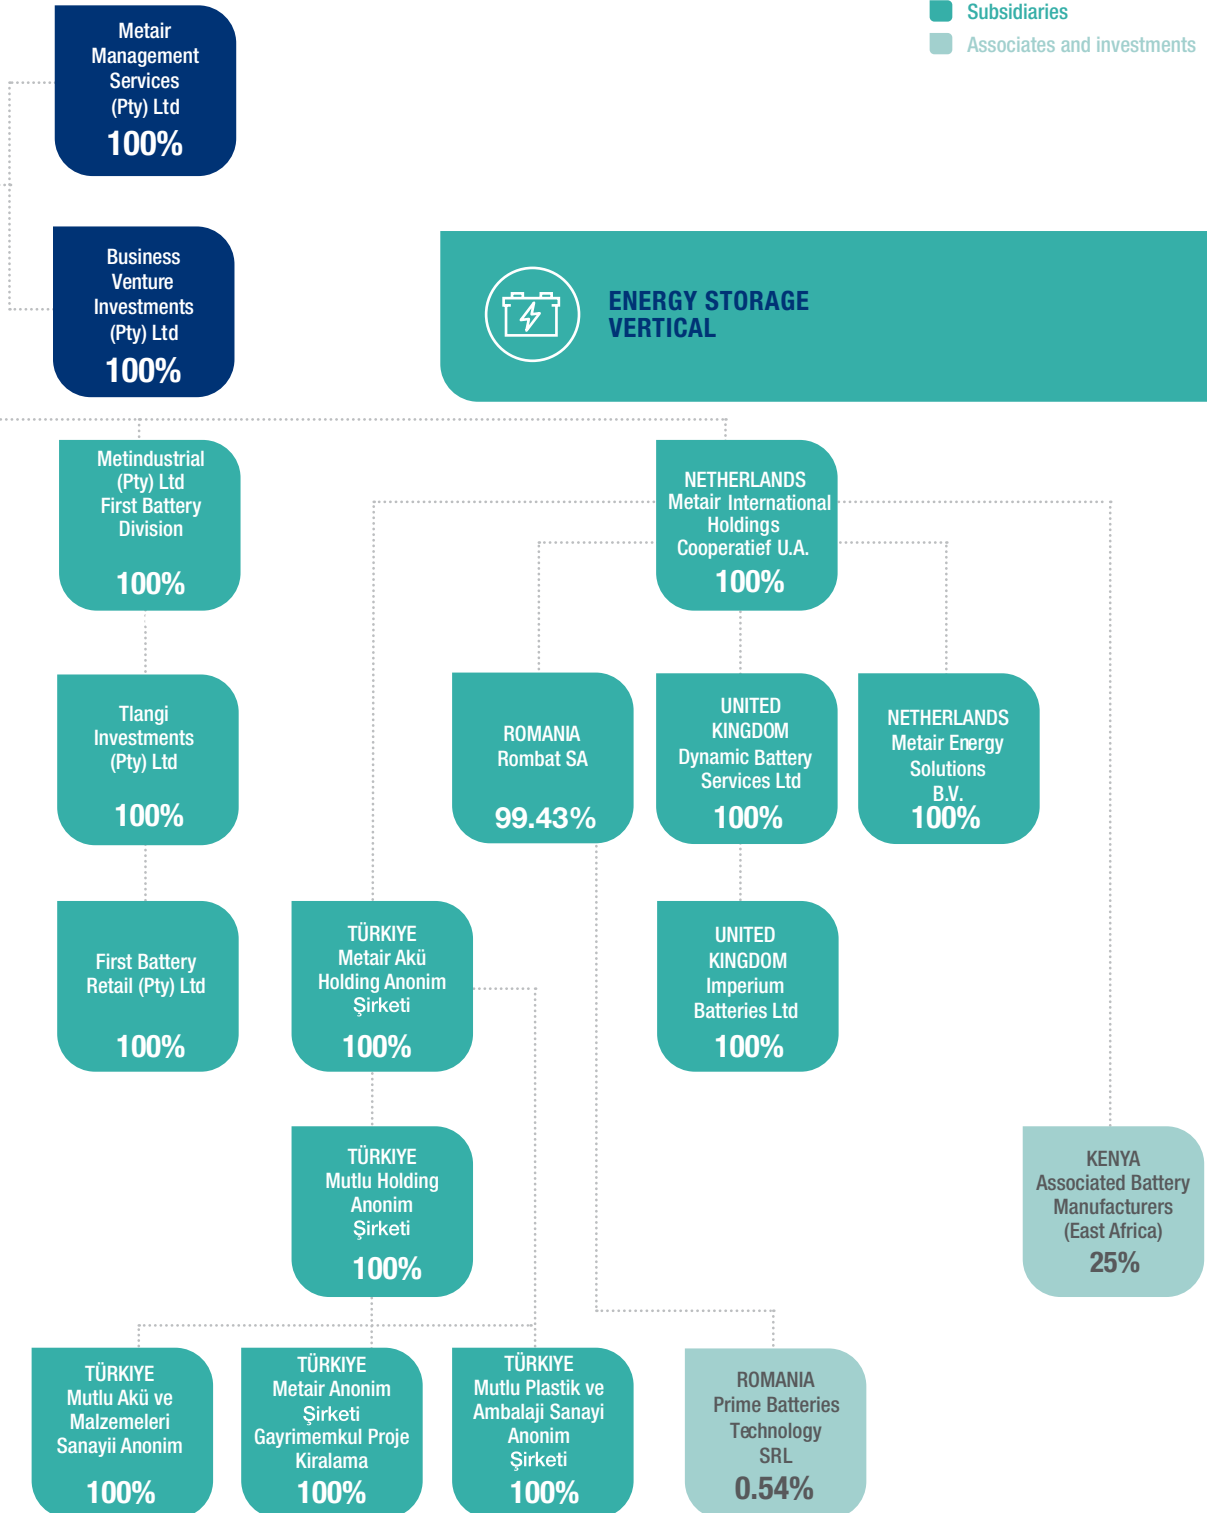 Subsidiaries
Associates and investments
Metair
Management
Services
(Pty) Ltd
100%
Business
Venture
Investments
(Pty) Ltd
100%
ENERGY STORAGE
VERTICAL
Metindustrial
(Pty) Ltd
First Battery
Division
100%
NETHERLANDS
Metair International
Holdings
Cooperatief U.A.
100%
Tlangi
Investments
(Pty) Ltd
100%
ROMANIA
Rombat SA
99.43%
UNITED
KINGDOM
Dynamic Battery
Services Ltd
100%
NETHERLANDS
Metair Energy
Solutions
B.V.
100%
First Battery
Retail (Pty) Ltd
100%
TÜRKIYE
Metair Akü
Holding Anonim
Şirketi
100%
UNITED
KINGDOM
Imperium
Batteries Ltd
100%
TÜRKIYE
Mutlu Holding
Anonim
Şirketi
100%
KENYA
Associated Battery
Manufacturers
(East Africa)
25%
TÜRKIYE
Mutlu Akü ve
Malzemeleri
Sanayii Anonim
100%
TÜRKIYE
Metair Anonim
Şirketi
Gayrimemkul Proje
Kiralama
100%
TÜRKIYE
Mutlu Plastik ve
Ambalaji Sanayi
Anonim
Şirketi
100%
ROMANIA
Prime Batteries
Technology
SRL
0.54%